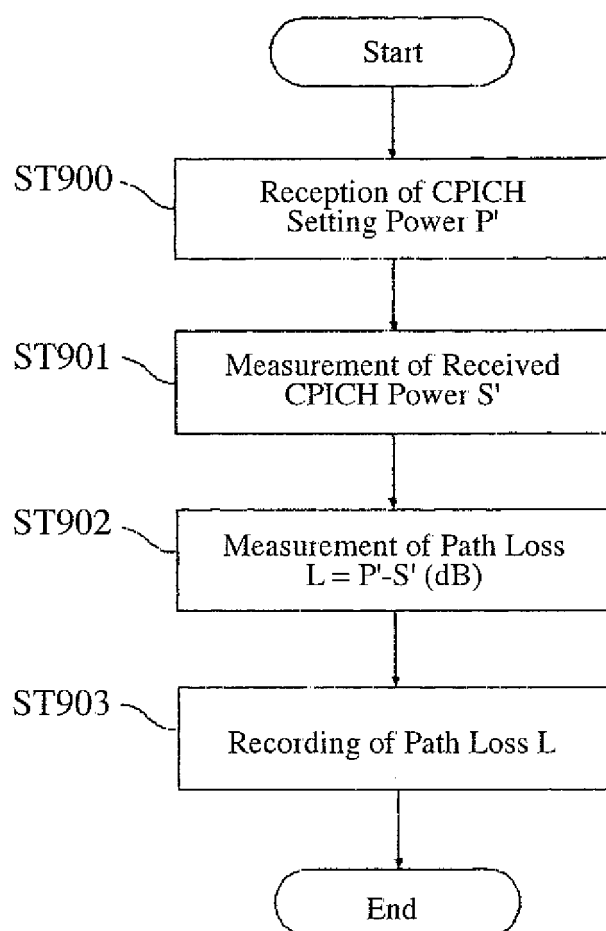 Start
ST900
Reception of CPICH
Setting Power P'
ST901
Measurement of Received
CPICH Power S'
ST902
Measurement of Path Loss
L = P'-S' (dB)
ST903
Recording of Path Loss L
End